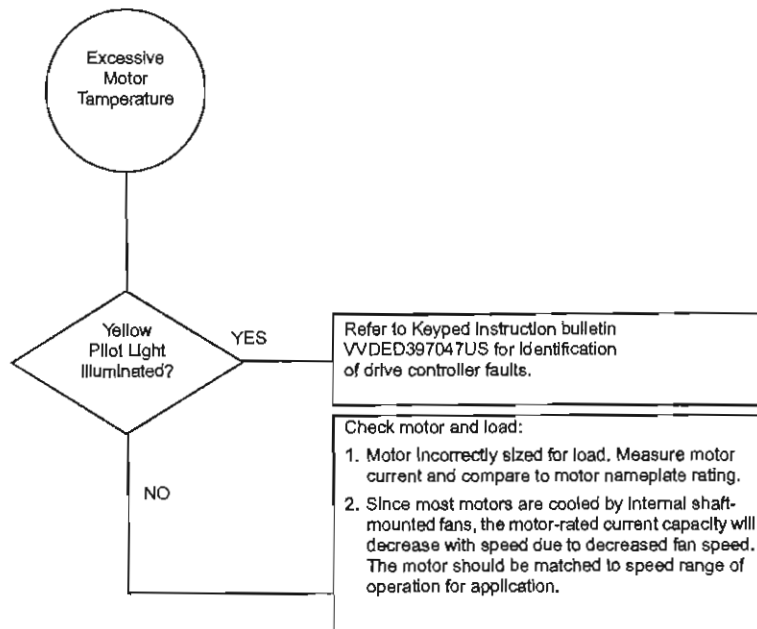 Excessive
Motor
Tamperature
Yellow
Pilot Light
Illuminated?
YES
Refer to Keyped Instruction bulletin
VVDED397047US for Identification
of drive controller faults.
NO
Check motor and load:
1. Motor Incorrectly sized for load. Measure motor
current and compare to motor nameplate rating.
2. Since most motors are cooled by Internal shaft-
mounted fans, the motor-rated current capacity will
decrease with speed due to decreased fan speed.
The motor should be matched to speed range of
operation for application.